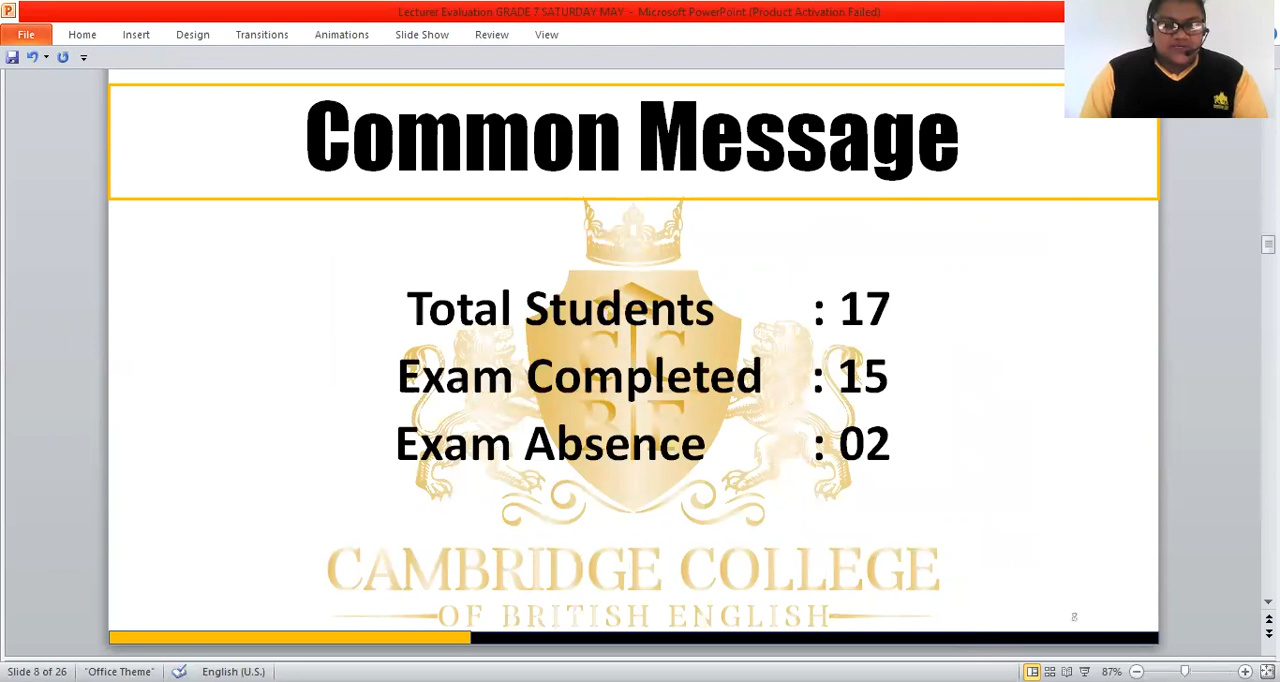 Lecturer Evaluation GRADE 7 SATURDAY MAY - Microsoft PowerPoint (Product Activation Failed)
File Home Insert Design Transitions Animations Slide Show Review View
Common Message
Total Students : 17
Exam Completed : 15
Exam Absence : 02
C C
B E
CAMBRIDGE COLLEGE
OF BRITISH ENGLISH
8
Slide 8 of 26 "Office Theme" English (U.S.) 87%